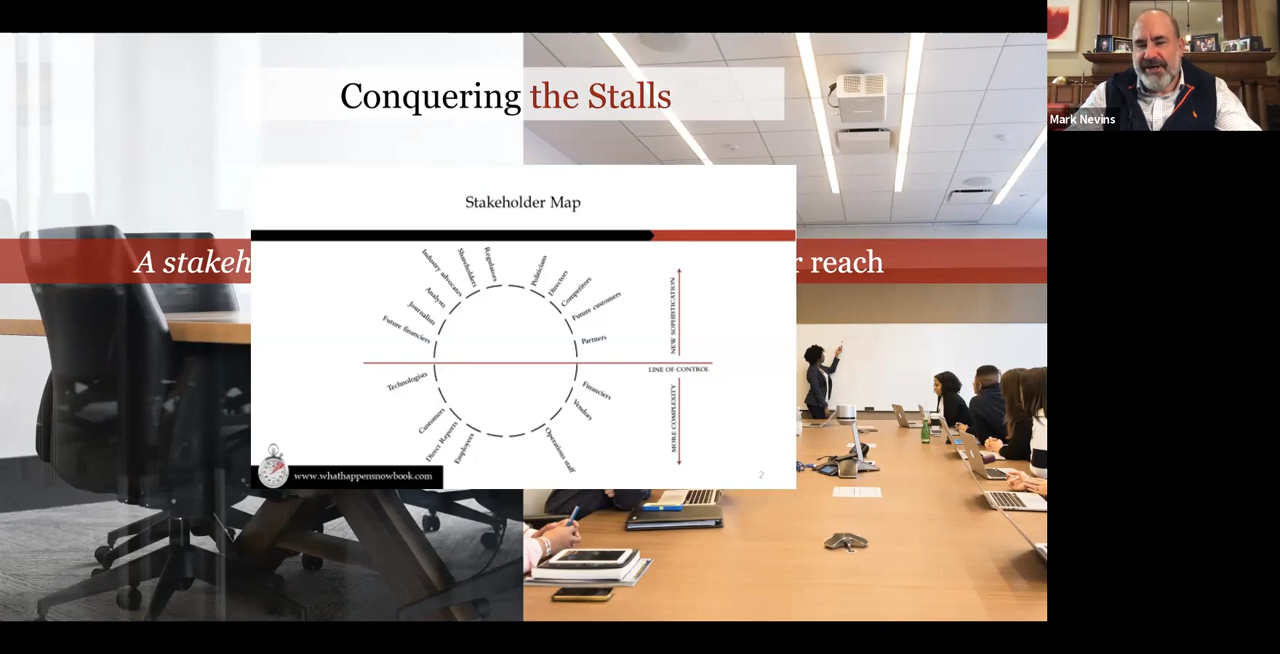 Conquering the Stalls
Mark Nevins
Stakeholder Map
A stakeh
r reach
Industry advocates
Shareholders
Regulators
Politicians
Directors
Competitors
Analysts
Future customers
Journalists
Future financiers
Partners
NEW SOPHISTICATION
LINE OF CONTROL
Technologists
Financiers
Vendors
MORE COMPLEXITY
Customers
Direct Reports
Employees
Operations staff
www.whathappensnowbook.com
2